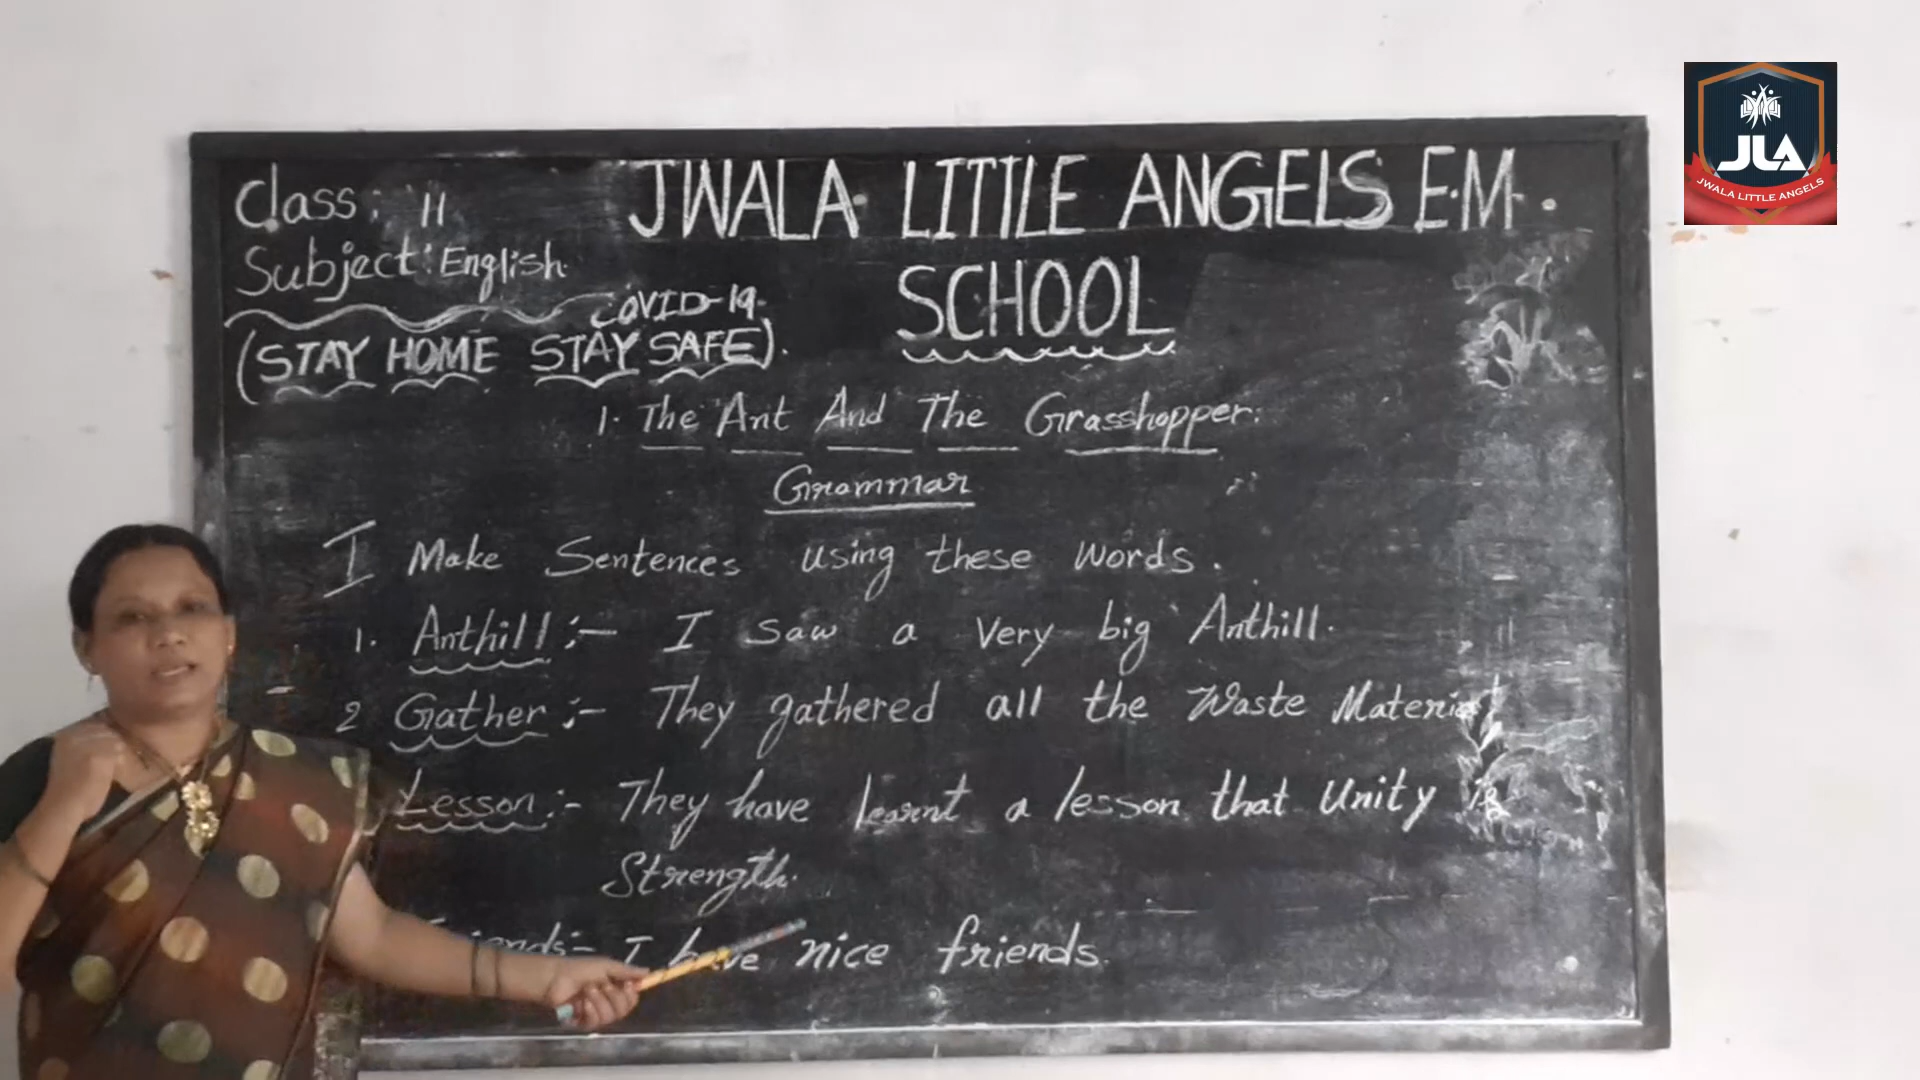 Class: II
Subject: English
COVID-19
(STAY HOME STAY SAFE).
JWALA LITTLE ANGELS E.M.
SCHOOL
JLA
JWALA LITTLE ANGELS
1. The Ant And The Grasshopper.
Grammar
I Make Sentences using these words.
1. Anthill :- I saw a very big Anthill.
2 Gather :- They gathered all the Waste Material
Lesson :- They have learnt a lesson that Unity is
Strength.
I have nice friends.